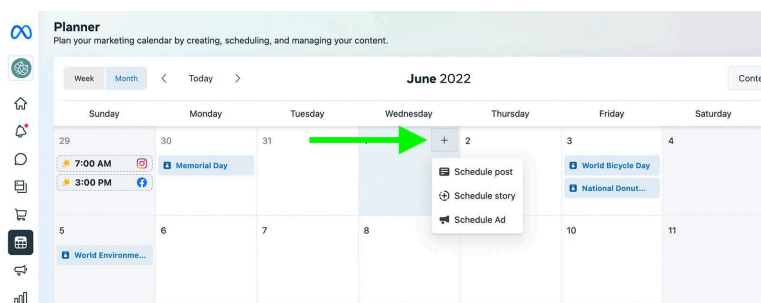 Planner
Plan your marketing calendar by creating, scheduling, and managing your content.
Week Month Today June 2022 Conte
Sunday Monday Tuesday Wednesday Thursday Friday Saturday
29 30 31 + 2 3 4
7:00 AM Memorial Day Schedule post World Bicycle Day
3:00 PM Schedule story National Donut...
Schedule Ad
5 6 7 8 10 11
World Environme...